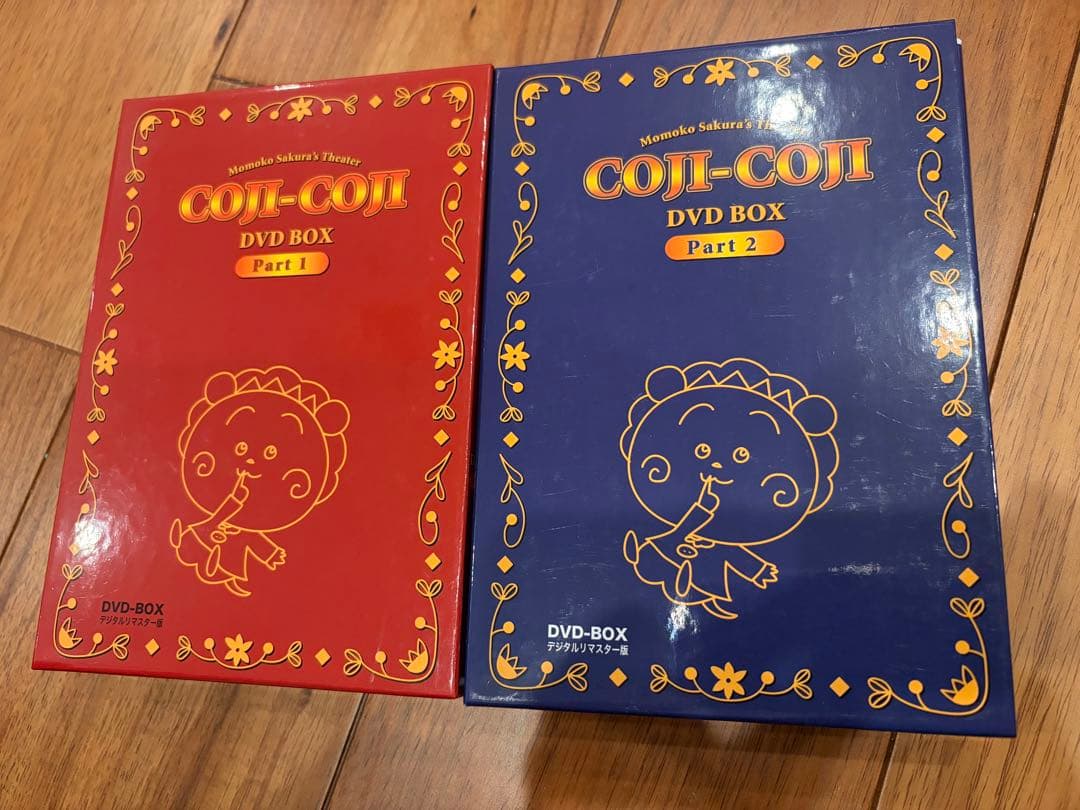 Momoko Sakura's Theater
COJI-COJI
DVD BOX
Part 1
DVD-BOX
デジタルリマスター版
Momoko Sakura's
COJI-COJI
DVD BOX
Part 2
DVD-BOX
デジタルリマスター版